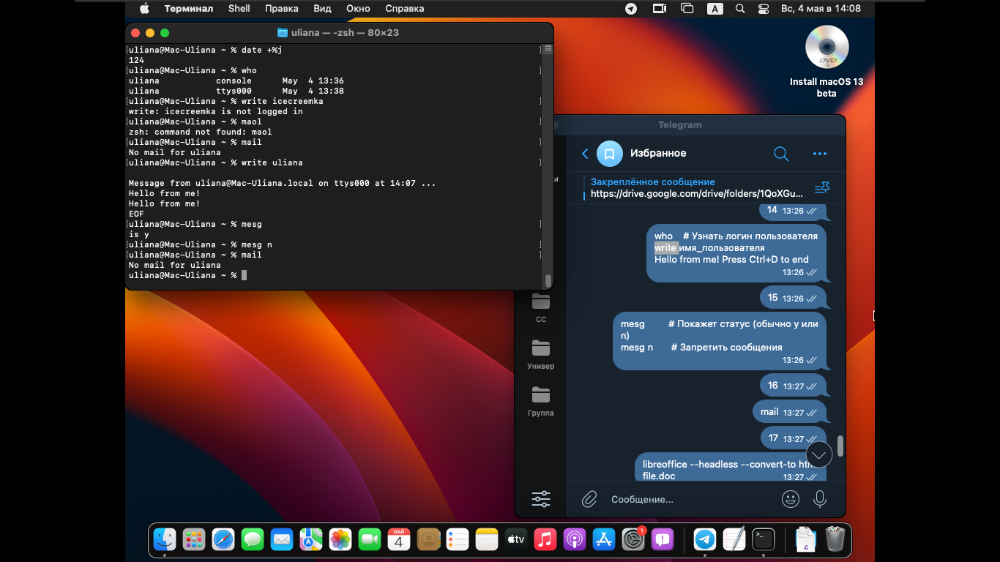 Терминал Shell Правка Вид Окно Справка A Вс, 4 мая в 14:08
uliana — -zsh — 80×23
[uliana@Mac-Uliana ~ % date +%j ]
124
[uliana@Mac-Uliana ~ % who ]
uliana console May 4 13:36
uliana ttys000 May 4 13:38
[uliana@Mac-Uliana ~ % write icecreemka ]
write: icecreemka is not logged in
[uliana@Mac-Uliana ~ % maol ]
zsh: command not found: maol
[uliana@Mac-Uliana ~ % mail ]
No mail for uliana
[uliana@Mac-Uliana ~ % write uliana ]
Message from uliana@Mac-Uliana.local on ttys000 at 14:07 ...
Hello from me!
Hello from me!
EOF
[uliana@Mac-Uliana ~ % mesg ]
is y
[uliana@Mac-Uliana ~ % mesg n ]
[uliana@Mac-Uliana ~ % mail ]
No mail for uliana
uliana@Mac-Uliana ~ %
DVD
Install macOS 13
beta
Telegram
Избранное
Закреплённое сообщение
https://drive.google.com/drive/folders/1QoXGu...
ы
14 13:26
who # Узнать логин пользователя
write имя_пользователя
Hello from me! Press Ctrl+D to end
13:26
15 13:26
mesg # Покажет статус (обычно y или
n)
mesg n # Запретить сообщения
13:26
16 13:27
mail 13:27
17 13:27
libreoffice --headless --convert-to htm
file.doc
13:27
СС
Универ
Группа
Сообщение...
МАЙ
4
tv
1
>_
.c